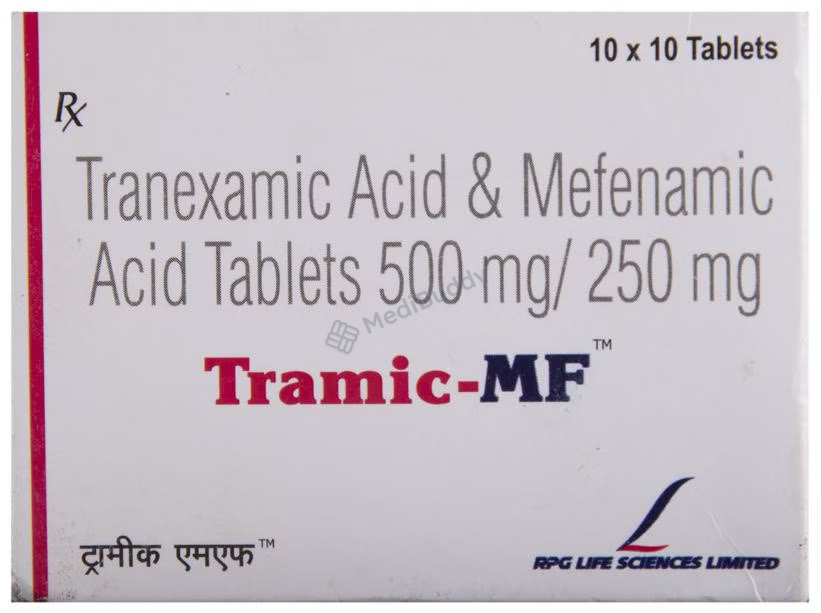 10 x 10 Tablets
Rx
Tranexamic Acid & Mefenamic
Acid Tablets 500 mg/ 250 mg
MediBuddy
Tramic-MF™
ट्रामीक एमएफ™
RPG LIFE SCIENCES LIMITED